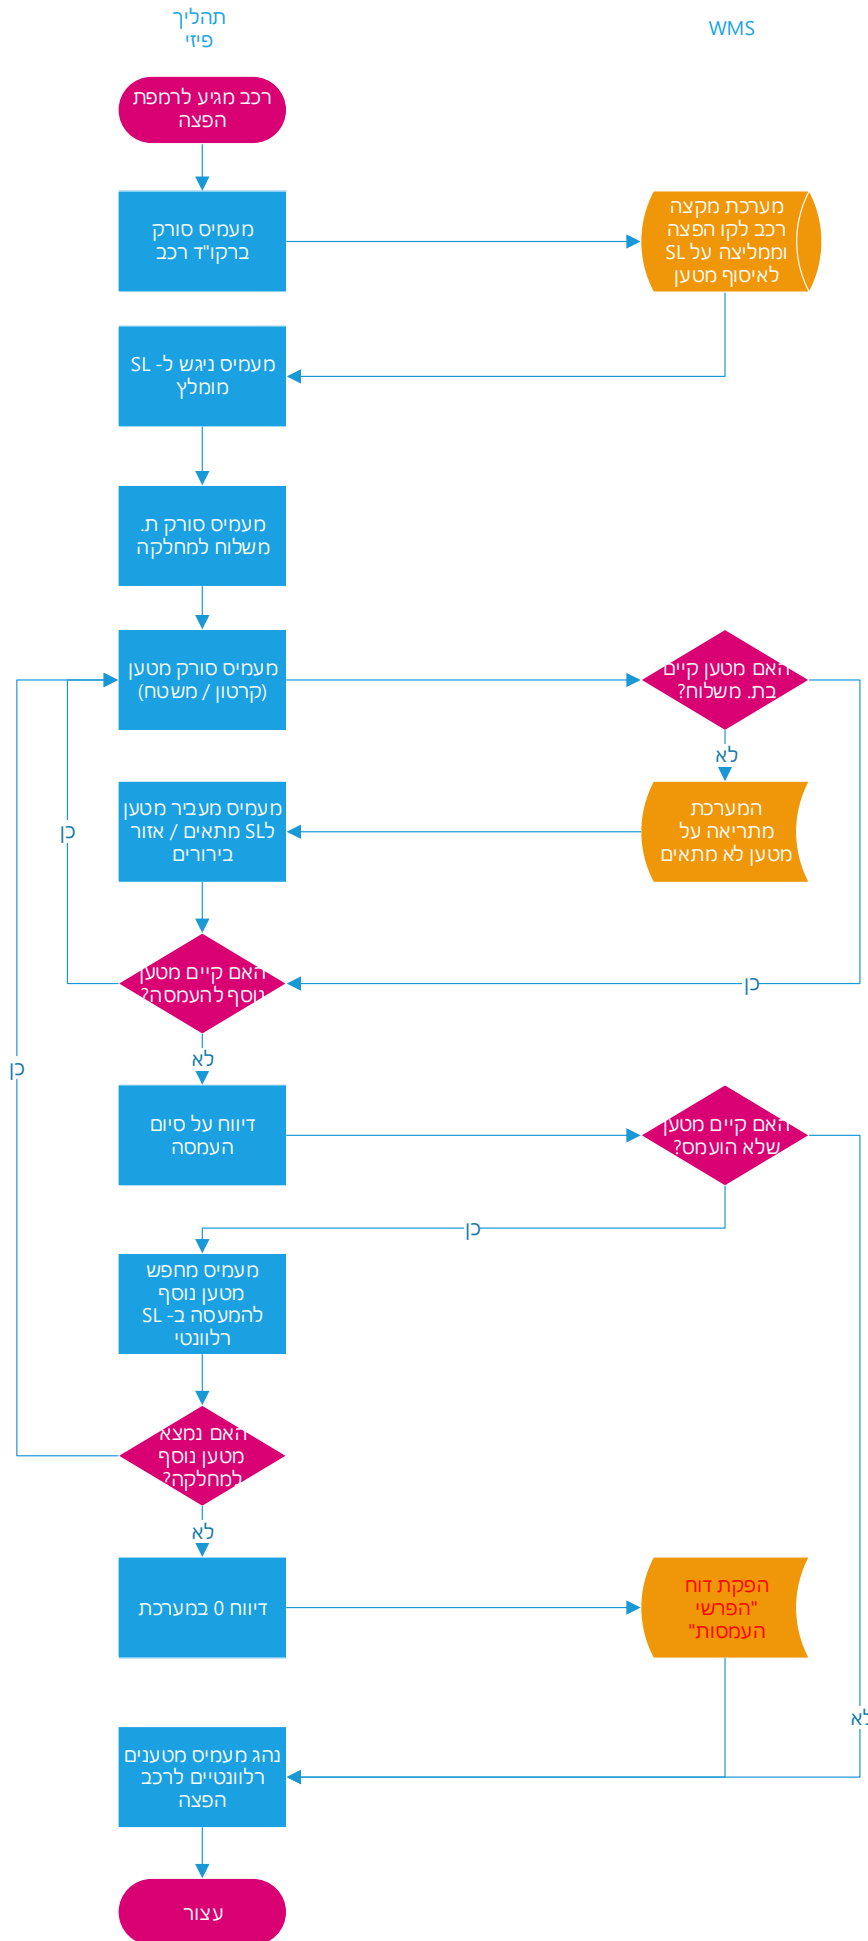 תהליך
פיזי
WMS
רכב מגיע לרמפת
הפצה
מעמיס סורק
ברקו"ד רכב
מערכת מקצה
רכב לקו הפצה
וממליצה על SL
לאיסוף מטען
מעמיס ניגש ל- SL
מומלץ
מעמיס סורק ת.
משלוח למחלקה
מעמיס סורק מטען
(קרטון / משטח)
האם מטען קיים
בת. משלוח?
לא
מעמיס מעביר מטען
לSL מתאים / אזור
בירורים
המערכת
מתריאה על
מטען לא מתאים
כן
האם קיים מטען
נוסף להעמסה?
כן
לא
כן
דיווח על סיום
העמסה
האם קיים מטען
שלא הועמס?
כן
מעמיס מחפש
מטען נוסף
להמעסה ב- SL
רלוונטי
האם נמצא
מטען נוסף
למחלקה?
לא
דיווח 0 במערכת
הפקת דוח
"הפרשי
העמסות"
לא
נהג מעמיס מטענים
רלוונטיים לרכב
הפצה
עצור